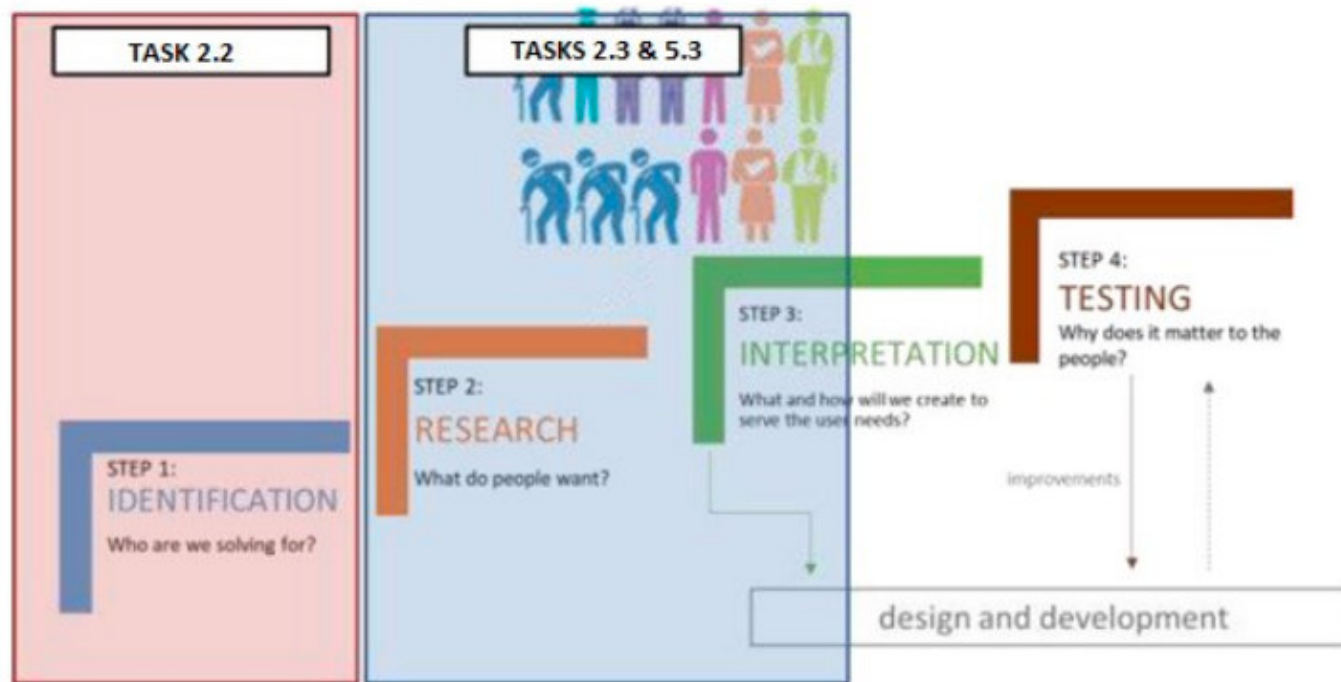 TASK 2.2
TASKS 2.3 & 5.3
STEP 1:
IDENTIFICATION
Who are we solving for?
STEP 2:
RESEARCH
What do people want?
STEP 3:
INTERPRETATION
What and how will we create to
serve the user needs?
STEP 4:
TESTING
Why does it matter to the
people?
improvements
design and development